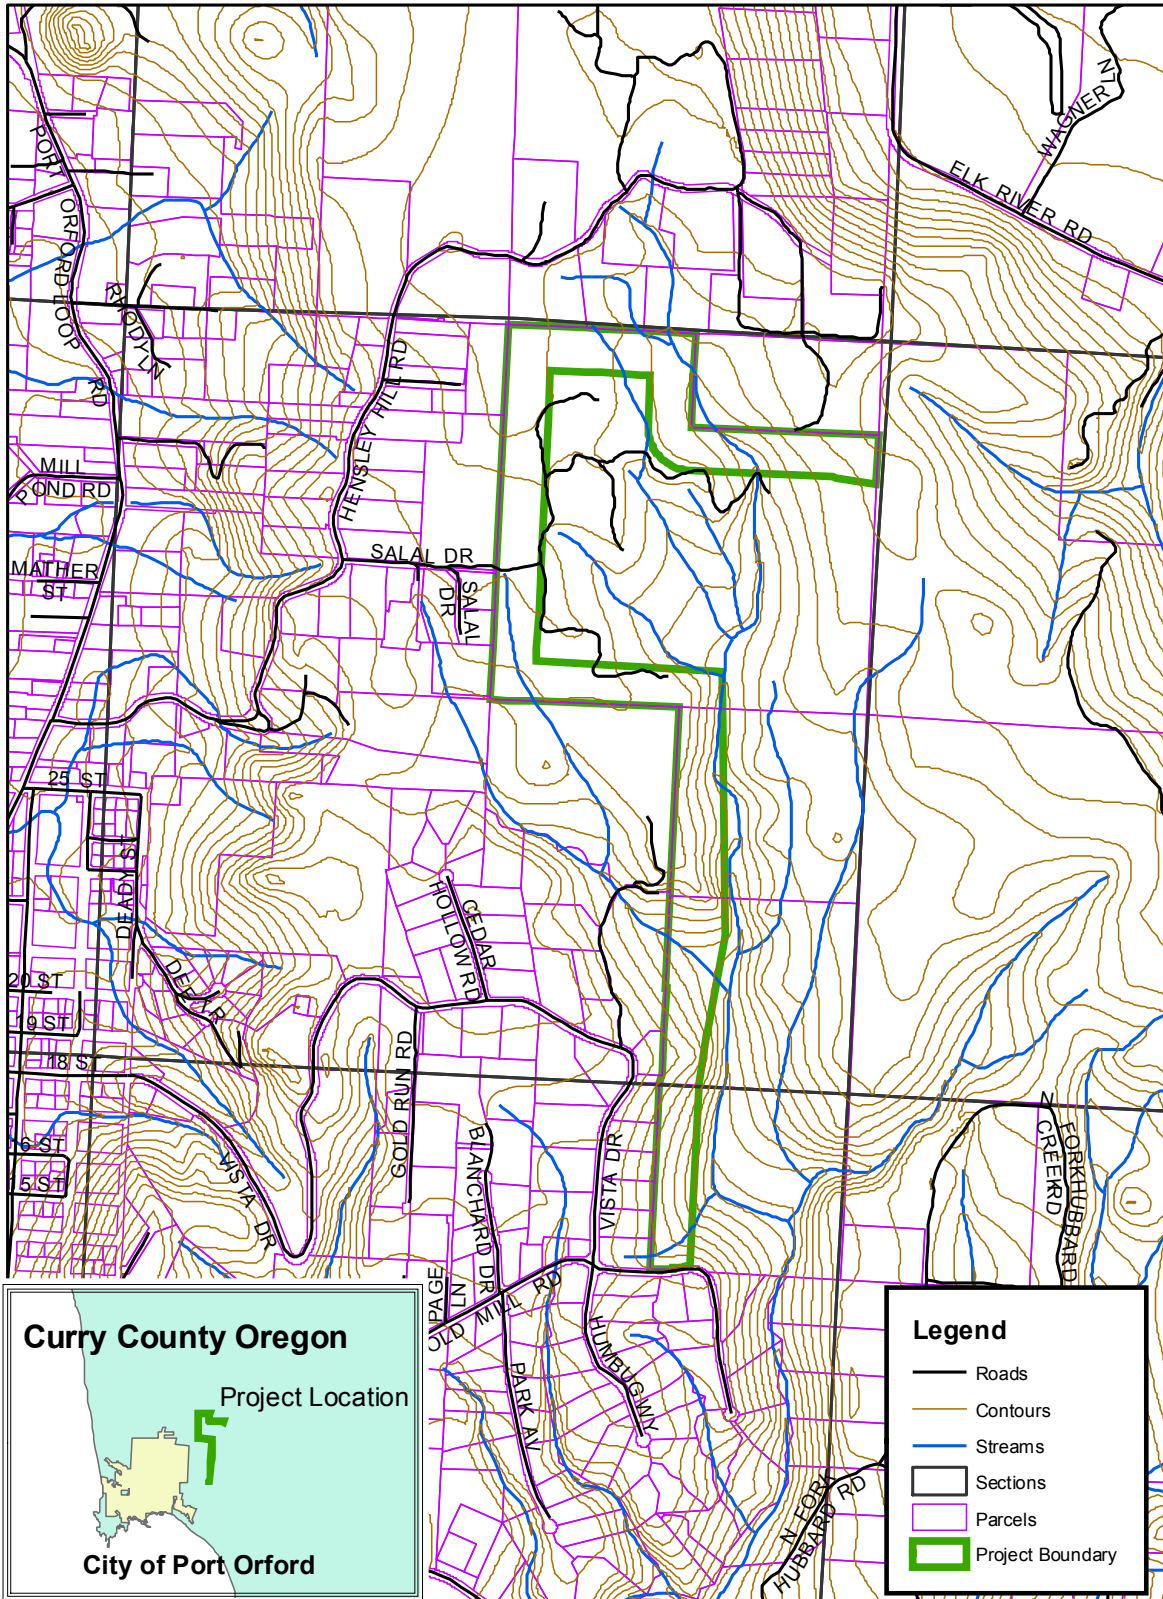 WAGNER LN
ELK RIVER RD
PORT ORFORD LOOP RD
RHODY LN
HENSLEY HILL RD
MILL
POND RD
SALAL DR
SALAL
DR
MATHER
ST
25 ST
DEADY ST
CEDAR
HOLLOW RD
DEER
20 ST
19 ST
18 ST
GOLD RUN RD
BLANCHARD DR
VISTA DR
VISTA DR
6 ST
15 ST
N FORK HUBBARD
CREEK RD
PAGE
LN
OLD MILL RD
HUMBUG WY
PARK AV
N FORK
HUBBARD RD
Curry County Oregon
Project Location
City of Port Orford
Legend
Roads
Contours
Streams
Sections
Parcels
Project Boundary